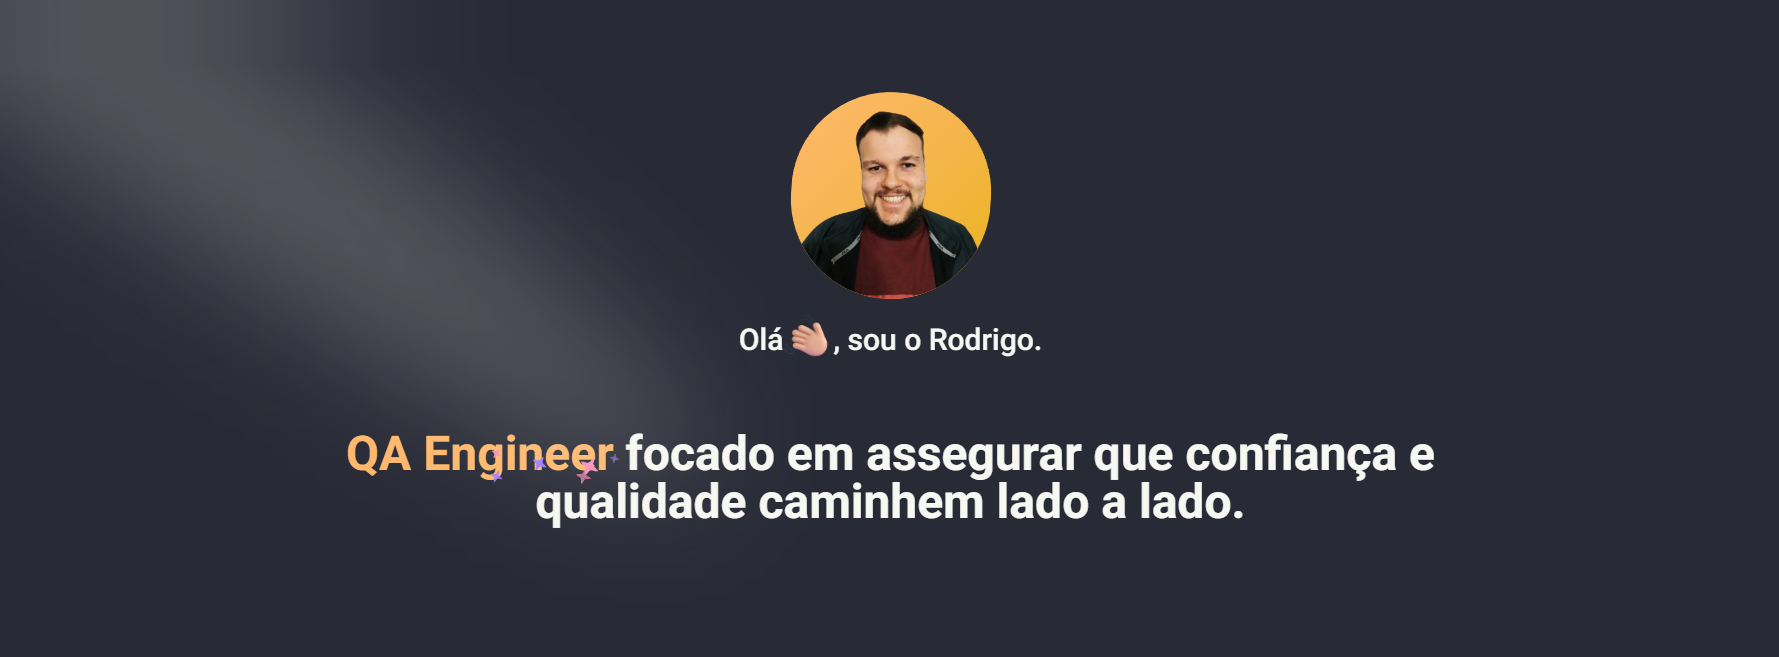 Olá 👋, sou o Rodrigo.
QA Engineer focado em assegurar que confiança e
qualidade caminhem lado a lado.